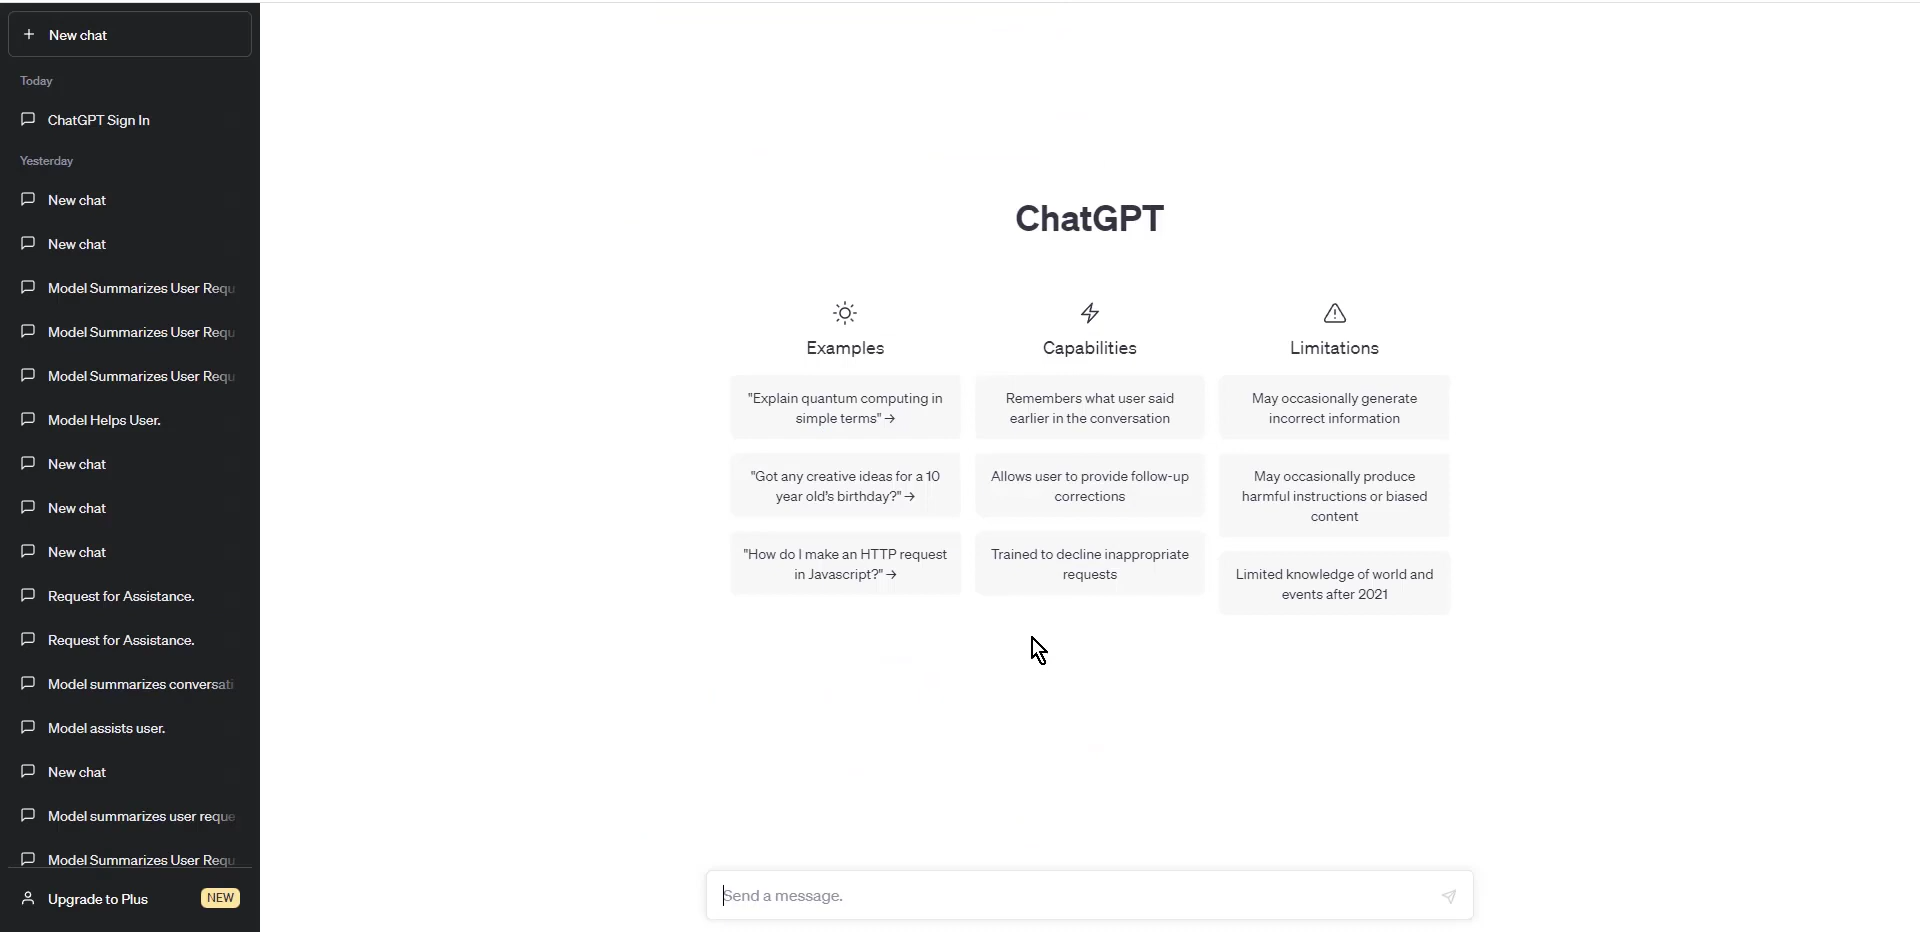 + New chat
Today
ChatGPT Sign In
Yesterday
New chat
New chat
Model Summarizes User Requ
Model Summarizes User Requ
Model Summarizes User Requ
Model Helps User.
New chat
New chat
New chat
Request for Assistance.
Request for Assistance.
Model summarizes conversati
Model assists user.
New chat
Model summarizes user reque
Model Summarizes User Requ
Upgrade to Plus NEW
ChatGPT
Examples
"Explain quantum computing in
simple terms" →
"Got any creative ideas for a 10
year old's birthday?" →
"How do I make an HTTP request
in Javascript?" →
Capabilities
Remembers what user said
earlier in the conversation
Allows user to provide follow-up
corrections
Trained to decline inappropriate
requests
Limitations
May occasionally generate
incorrect information
May occasionally produce
harmful instructions or biased
content
Limited knowledge of world and
events after 2021
Send a message.